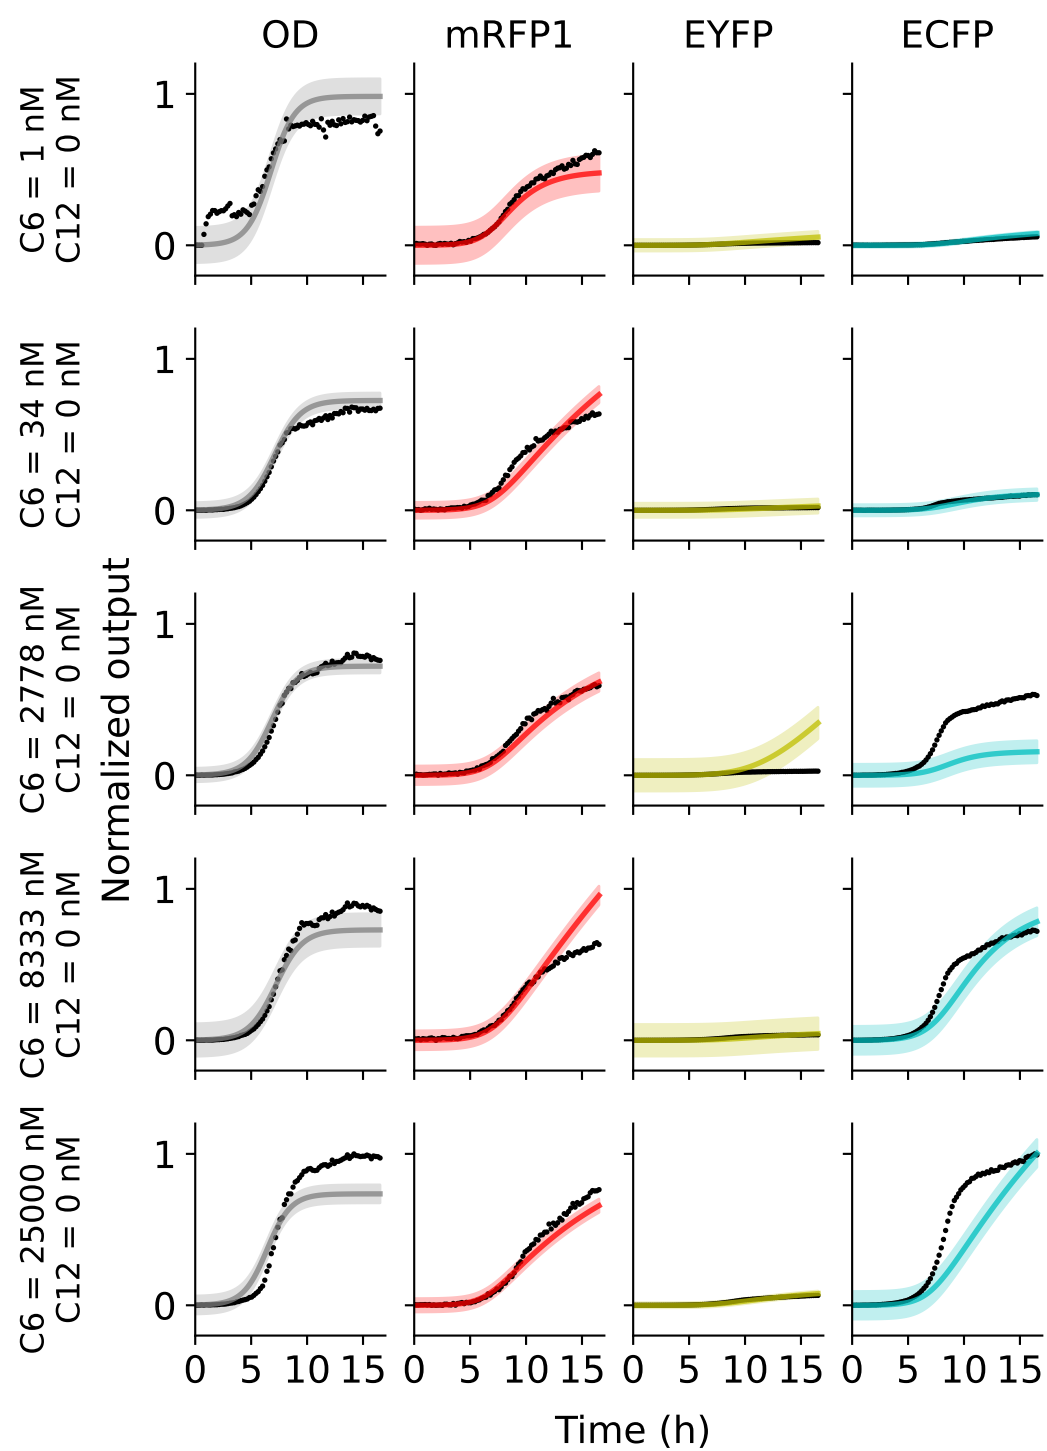 OD mRFP1 EYFP ECFP
C6 = 1 nM
C12 = 0 nM
1
0
C6 = 34 nM
C12 = 0 nM
1
0
C6 = 2778 nM
C12 = 0 nM
Normalized output
1
0
C6 = 8333 nM
C12 = 0 nM
1
0
C6 = 25000 nM
C12 = 0 nM
1
0
0 5 10 15 0 5 10 15 0 5 10 15 0 5 10 15
Time (h)